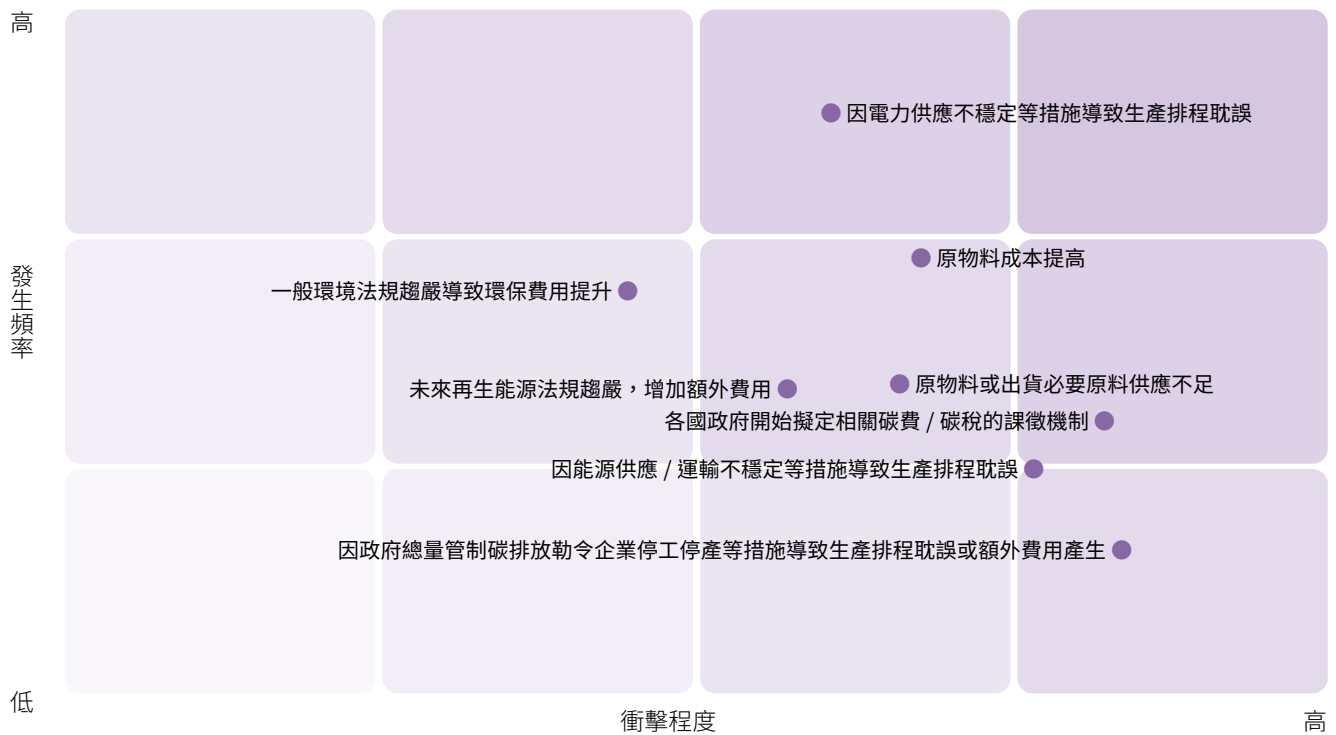 高
因電力供應不穩定等措施導致生產排程耽誤
原物料成本提高
一般環境法規趨嚴導致環保費用提升
發生頻率
未來再生能源法規趨嚴，增加額外費用
原物料或出貨必要原料供應不足
各國政府開始擬定相關碳費 / 碳稅的課徵機制
因能源供應 / 運輸不穩定等措施導致生產排程耽誤
因政府總量管制碳排放勒令企業停工停產等措施導致生產排程耽誤或額外費用產生
低
衝擊程度
高